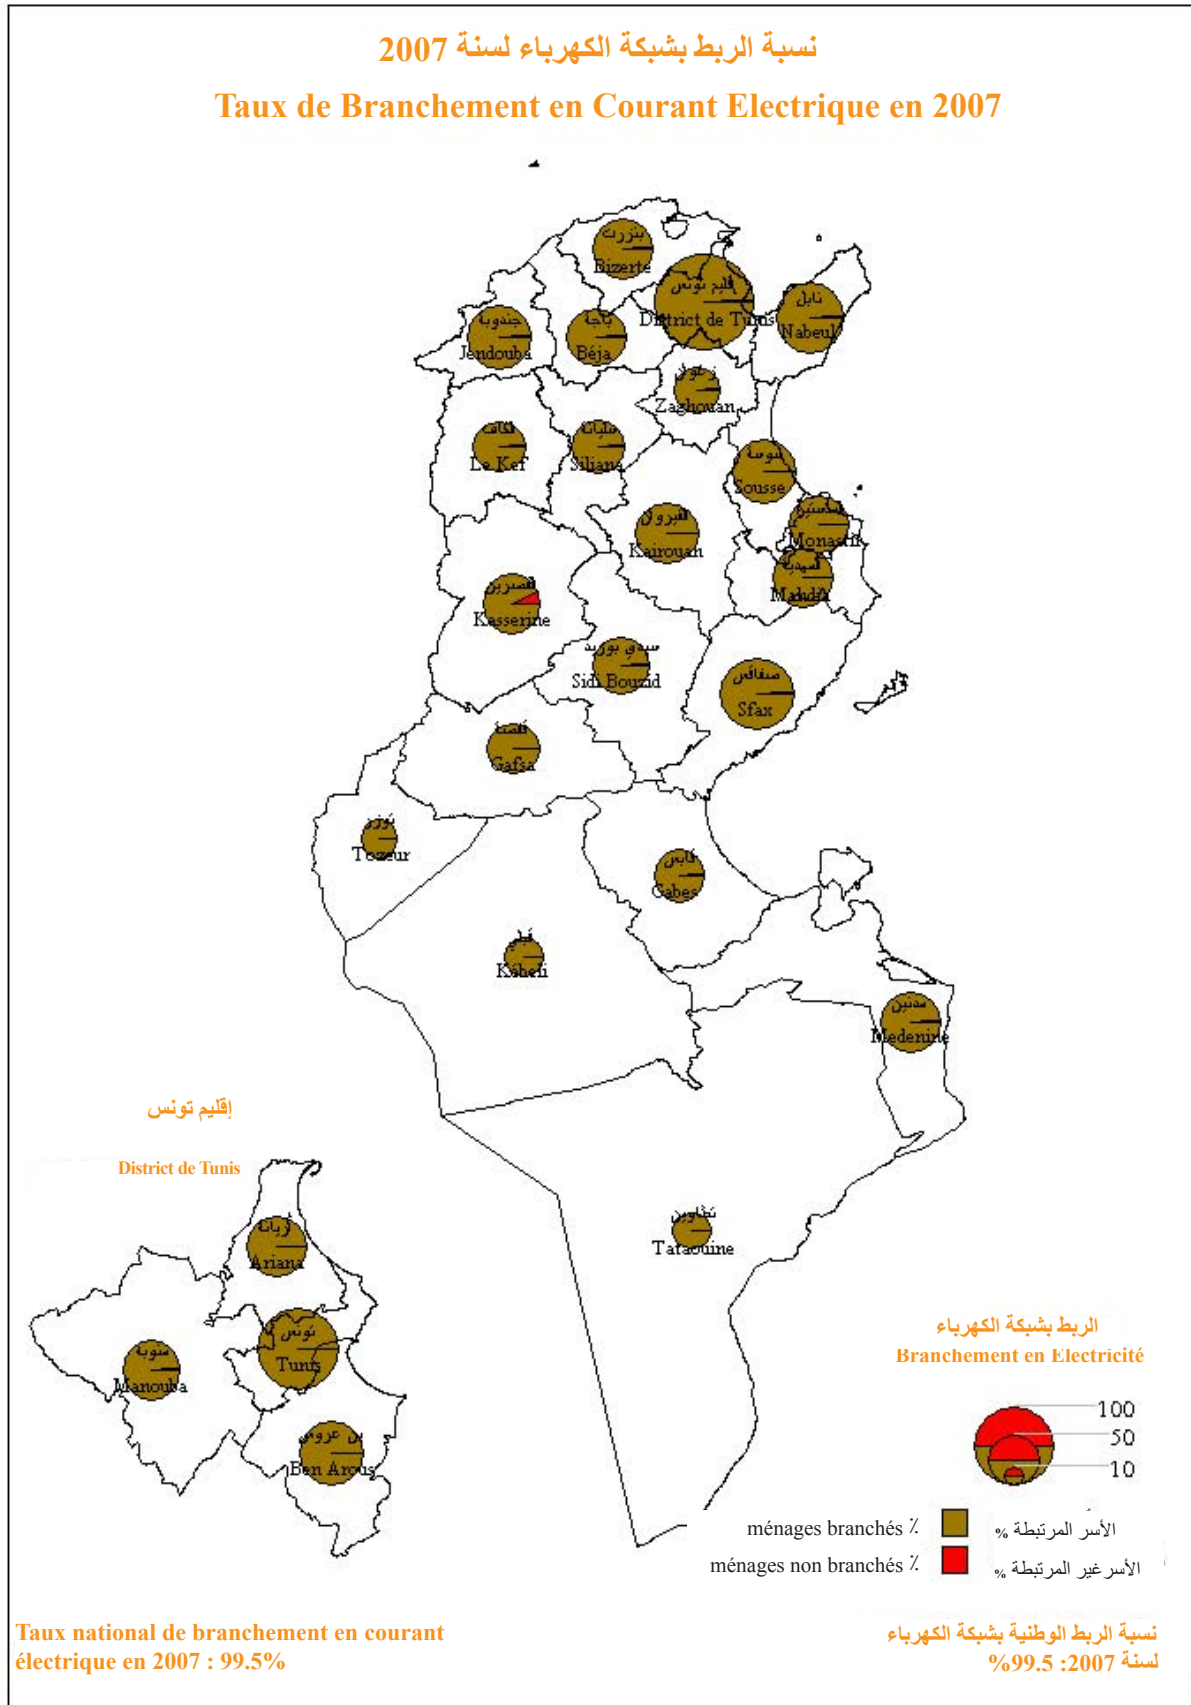 نسبة الربط بشبكة الكهرباء لسنة 2007
Taux de Branchement en Courant Electrique en 2007
بنزرت
Bizerte
إقليم تونس
District de Tunis
نابل
Nabeul
جندوبة
Jendouba
باجة
Béja
زغوان
Zaghouan
الكاف
Le Kef
سليانة
Siliana
سوسة
Sousse
القيروان
Kairouan
المنستير
Monastir
المهدية
Mahdia
القصرين
Kasserine
سيدي بوزيد
Sidi Bouzid
صفاقس
Sfax
قفصة
Gafsa
توزر
Tozeur
قابس
Gabes
قبلي
Kébeli
مدنين
Medenine
تطاوين
Tataouine
إقليم تونس
District de Tunis
أريانة
Ariana
تونس
Tunis
منوبة
Manouba
بن عروس
Ben Arous
الربط بشبكة الكهرباء
Branchement en Electricité
100
50
10
ménages branchés ٪ الأسر المرتبطة %
ménages non branchés ٪ الأسر غير المرتبطة %
Taux national de branchement en courant
électrique en 2007 : 99.5%
نسبة الربط الوطنية بشبكة الكهرباء
لسنة 2007: 99.5%